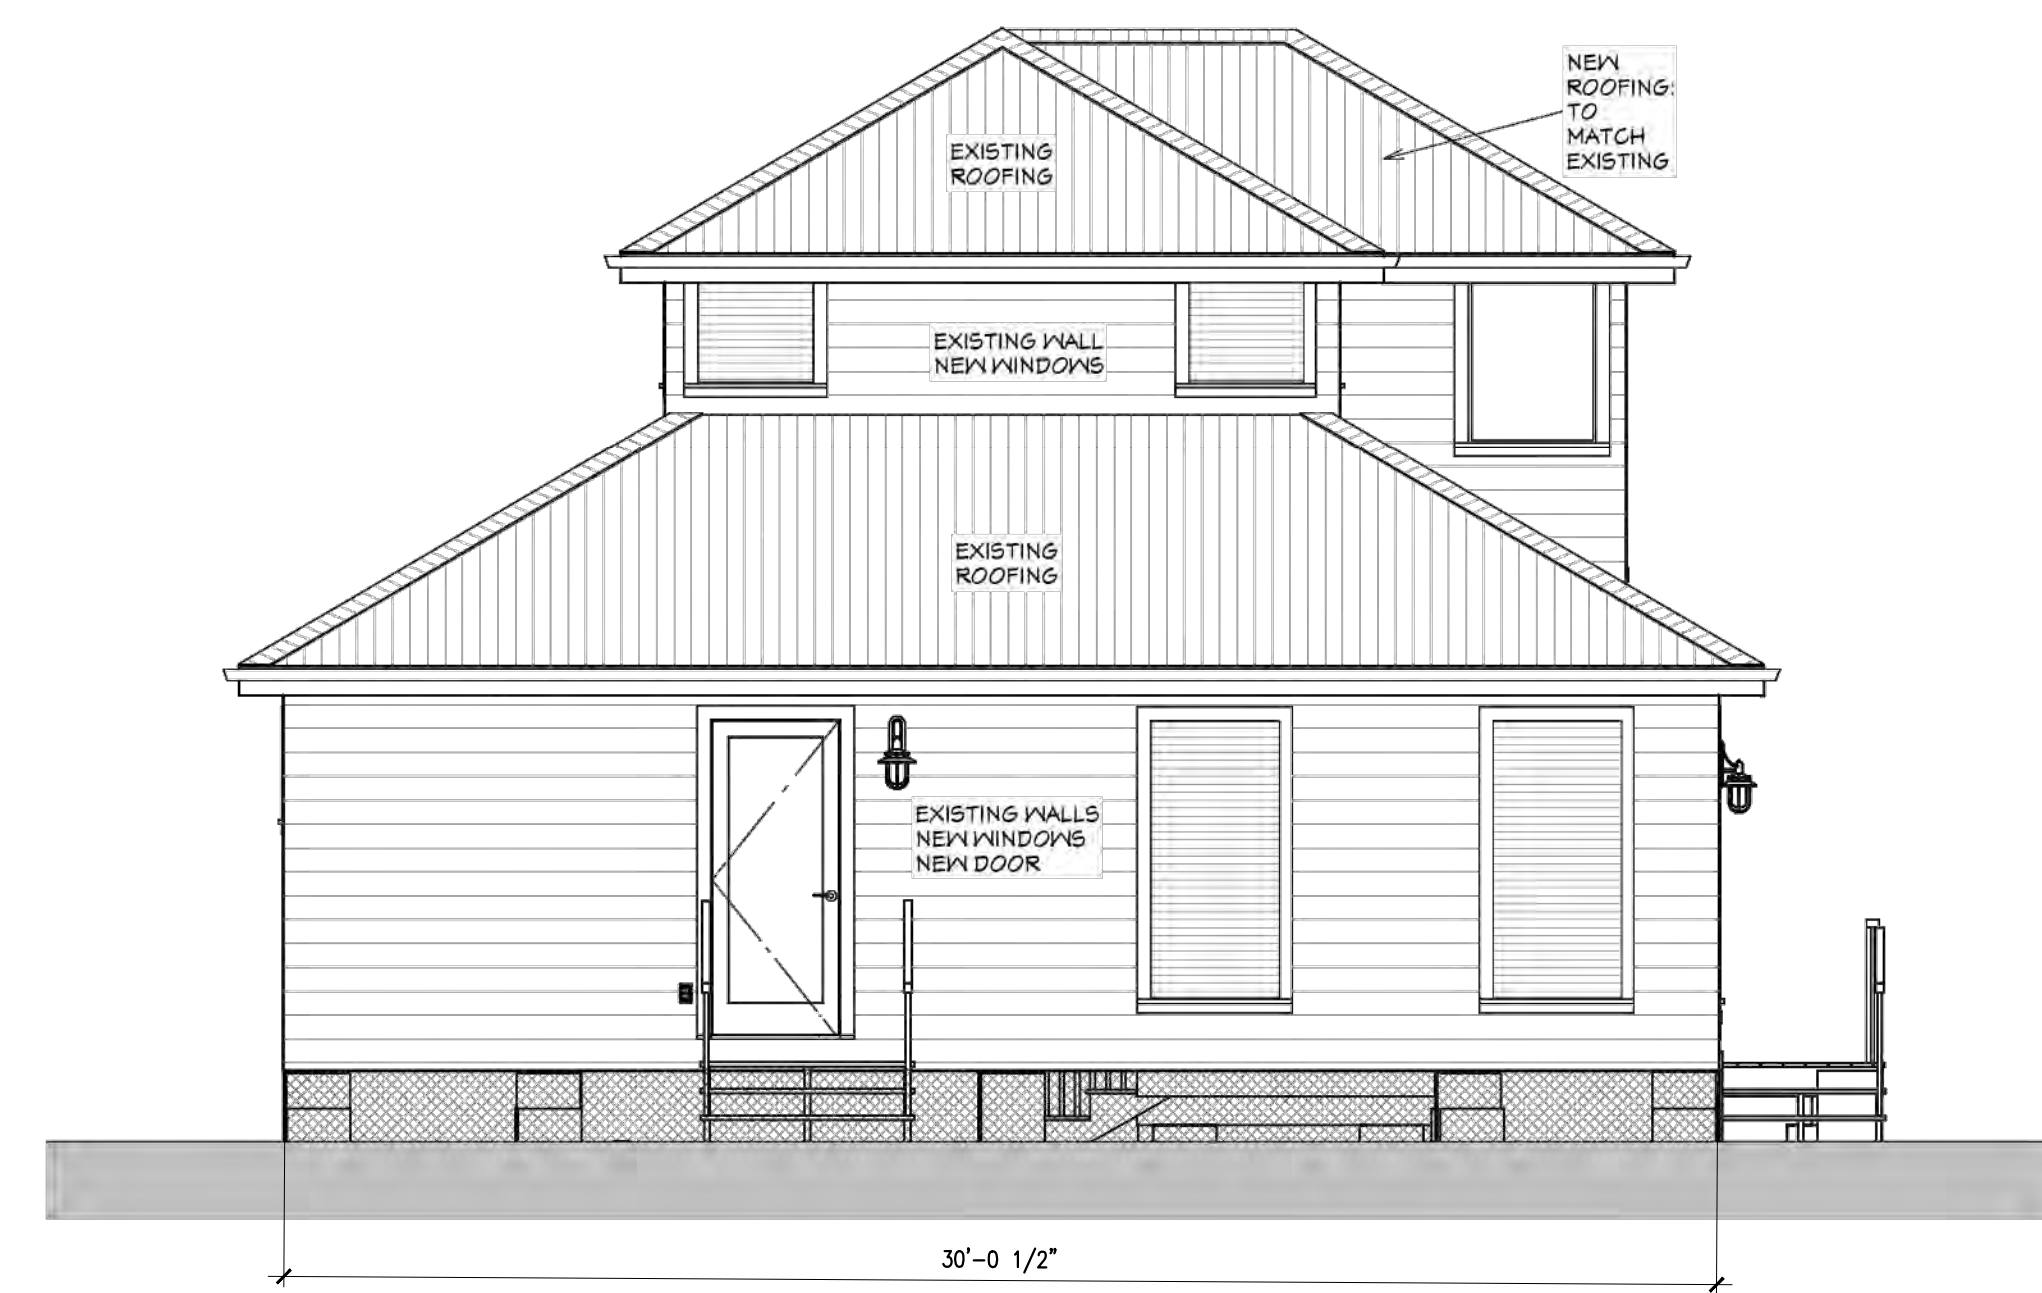 NEW
ROOFING:
TO
MATCH
EXISTING
EXISTING
ROOFING
EXISTING WALL
NEW WINDOWS
EXISTING
ROOFING
EXISTING WALLS
NEW WINDOWS
NEW DOOR
30'-0 1/2"